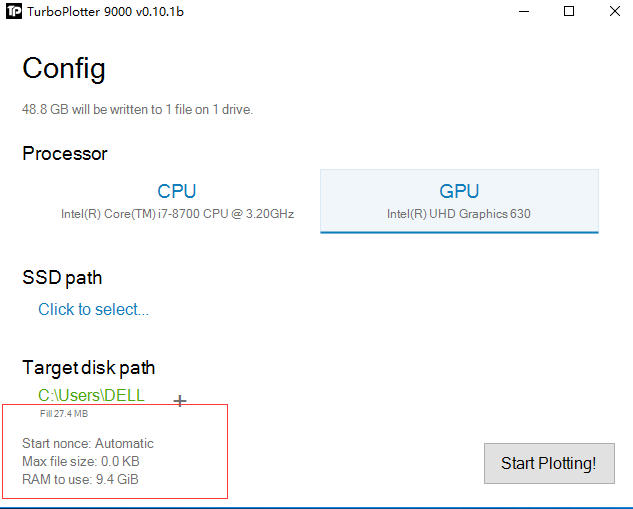 TP TurboPlotter 9000 v0.10.1b
Config
48.8 GB will be written to 1 file on 1 drive.
Processor
CPU
Intel(R) Core(TM) i7-8700 CPU @ 3.20GHz
GPU
Intel(R) UHD Graphics 630
SSD path
Click to select...
Target disk path
C:\Users\DELL +
Fill 27.4 MB
Start nonce: Automatic
Max file size: 0.0 KB
RAM to use: 9.4 GiB
Start Plotting!